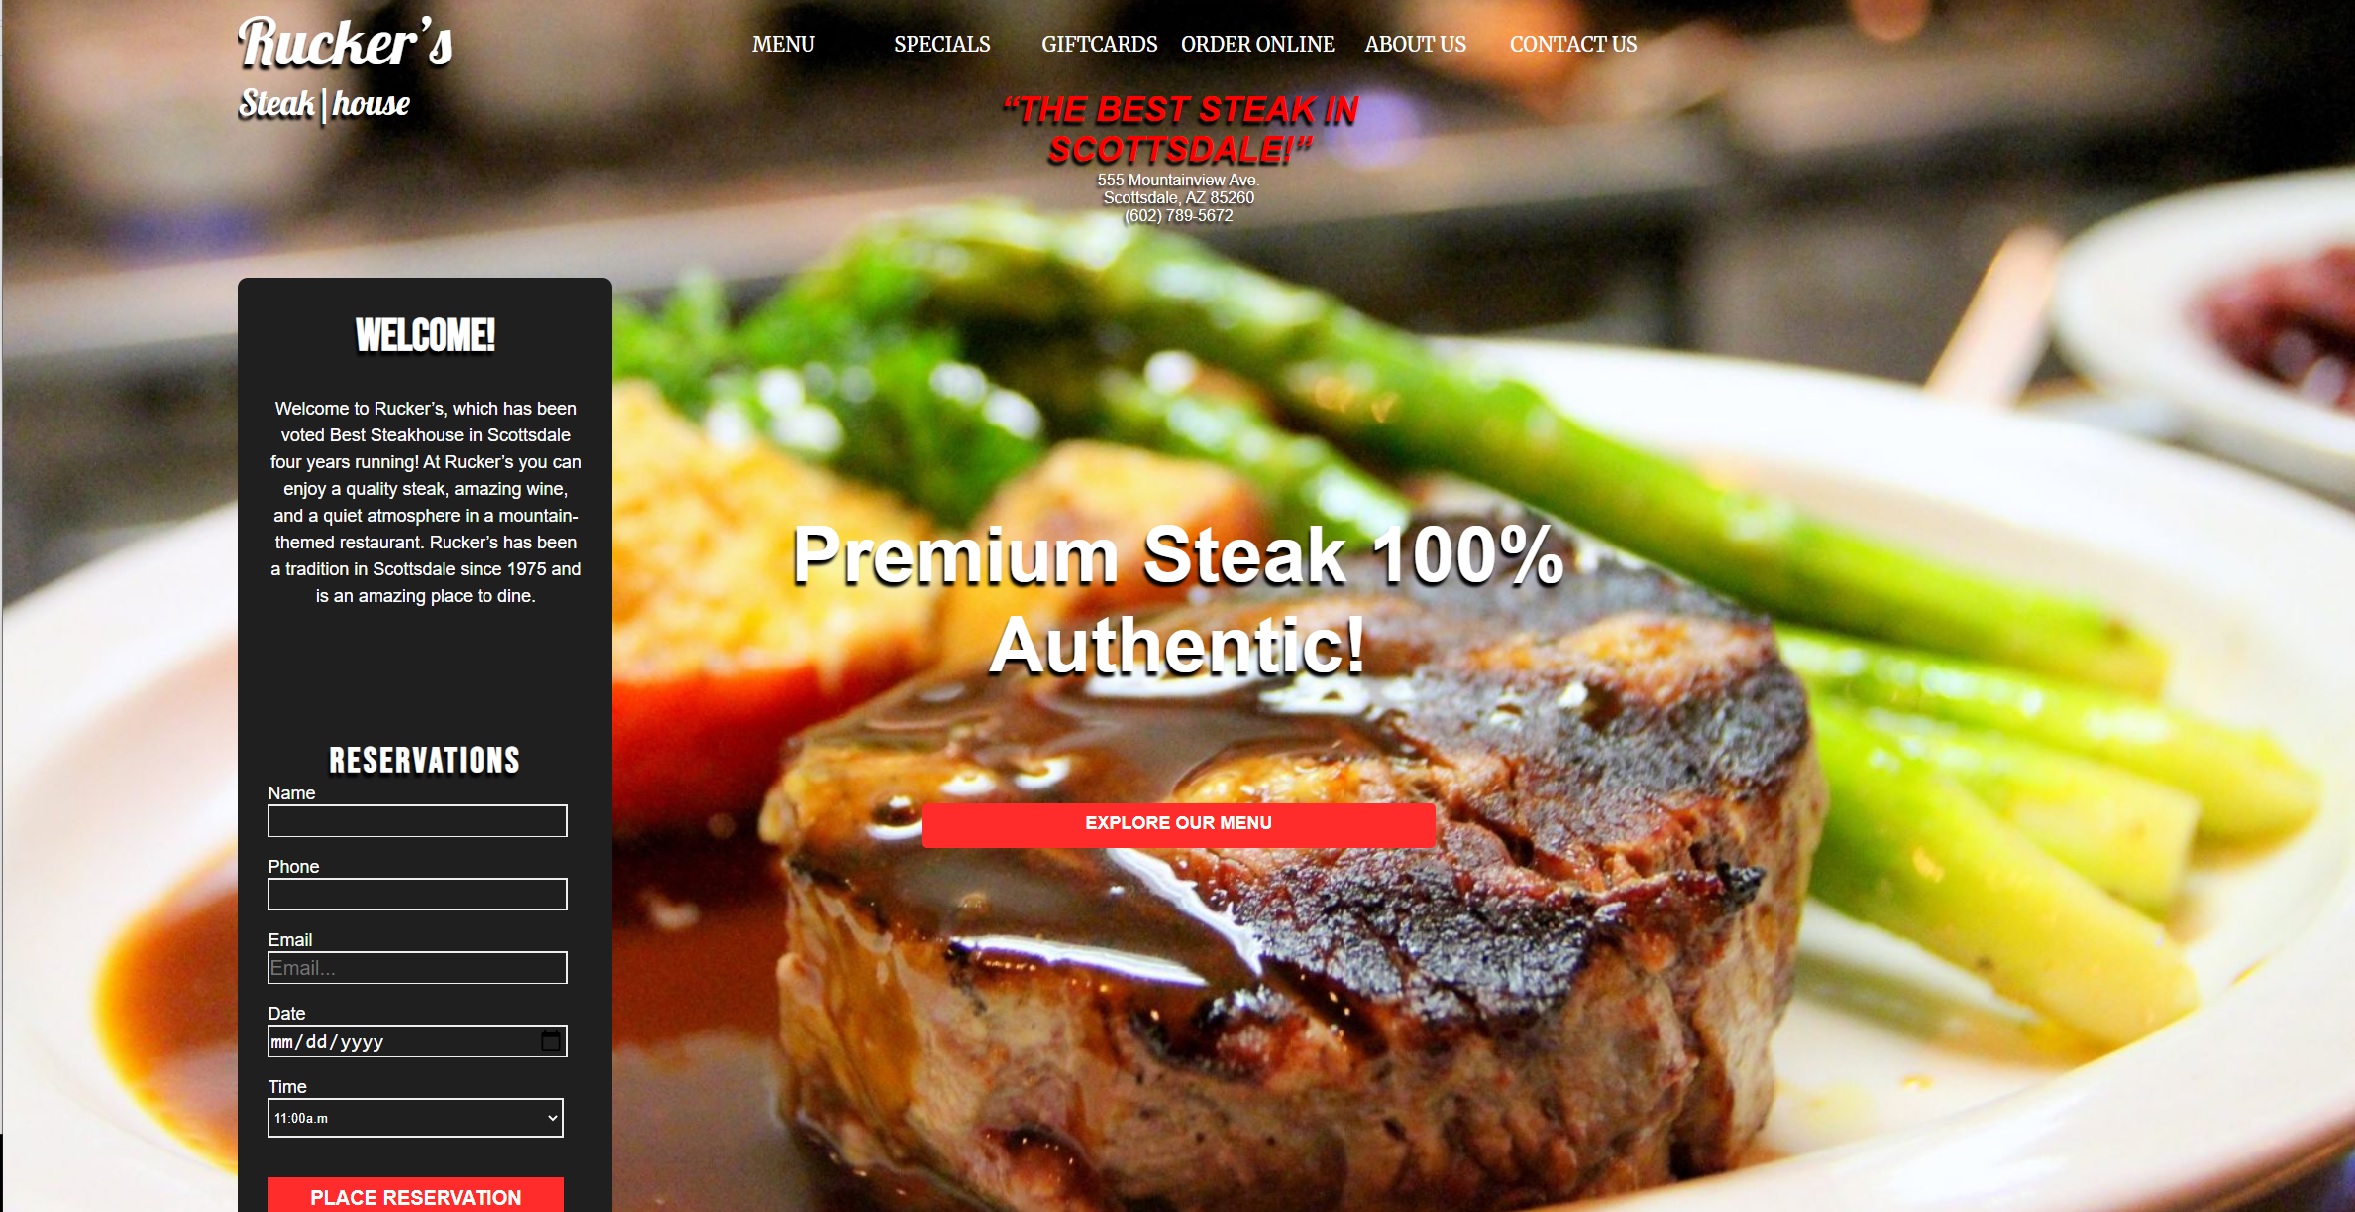 Rucker’s
Steak|house
MENU SPECIALS GIFTCARDS ORDER ONLINE ABOUT US CONTACT US
“THE BEST STEAK IN
SCOTTSDALE!”
555 Mountainview Ave.
Scottsdale, AZ 85260
(602) 789-5672
WELCOME!
Welcome to Rucker’s, which has been
voted Best Steakhouse in Scottsdale
four years running! At Rucker’s you can
enjoy a quality steak, amazing wine,
and a quiet atmosphere in a mountain-
themed restaurant. Rucker’s has been
a tradition in Scottsdale since 1975 and
is an amazing place to dine.
Premium Steak 100%
Authentic!
EXPLORE OUR MENU
RESERVATIONS
Name
Phone
Email
Email...
Date
mm/dd/yyyy
Time
11:00a.m
PLACE RESERVATION